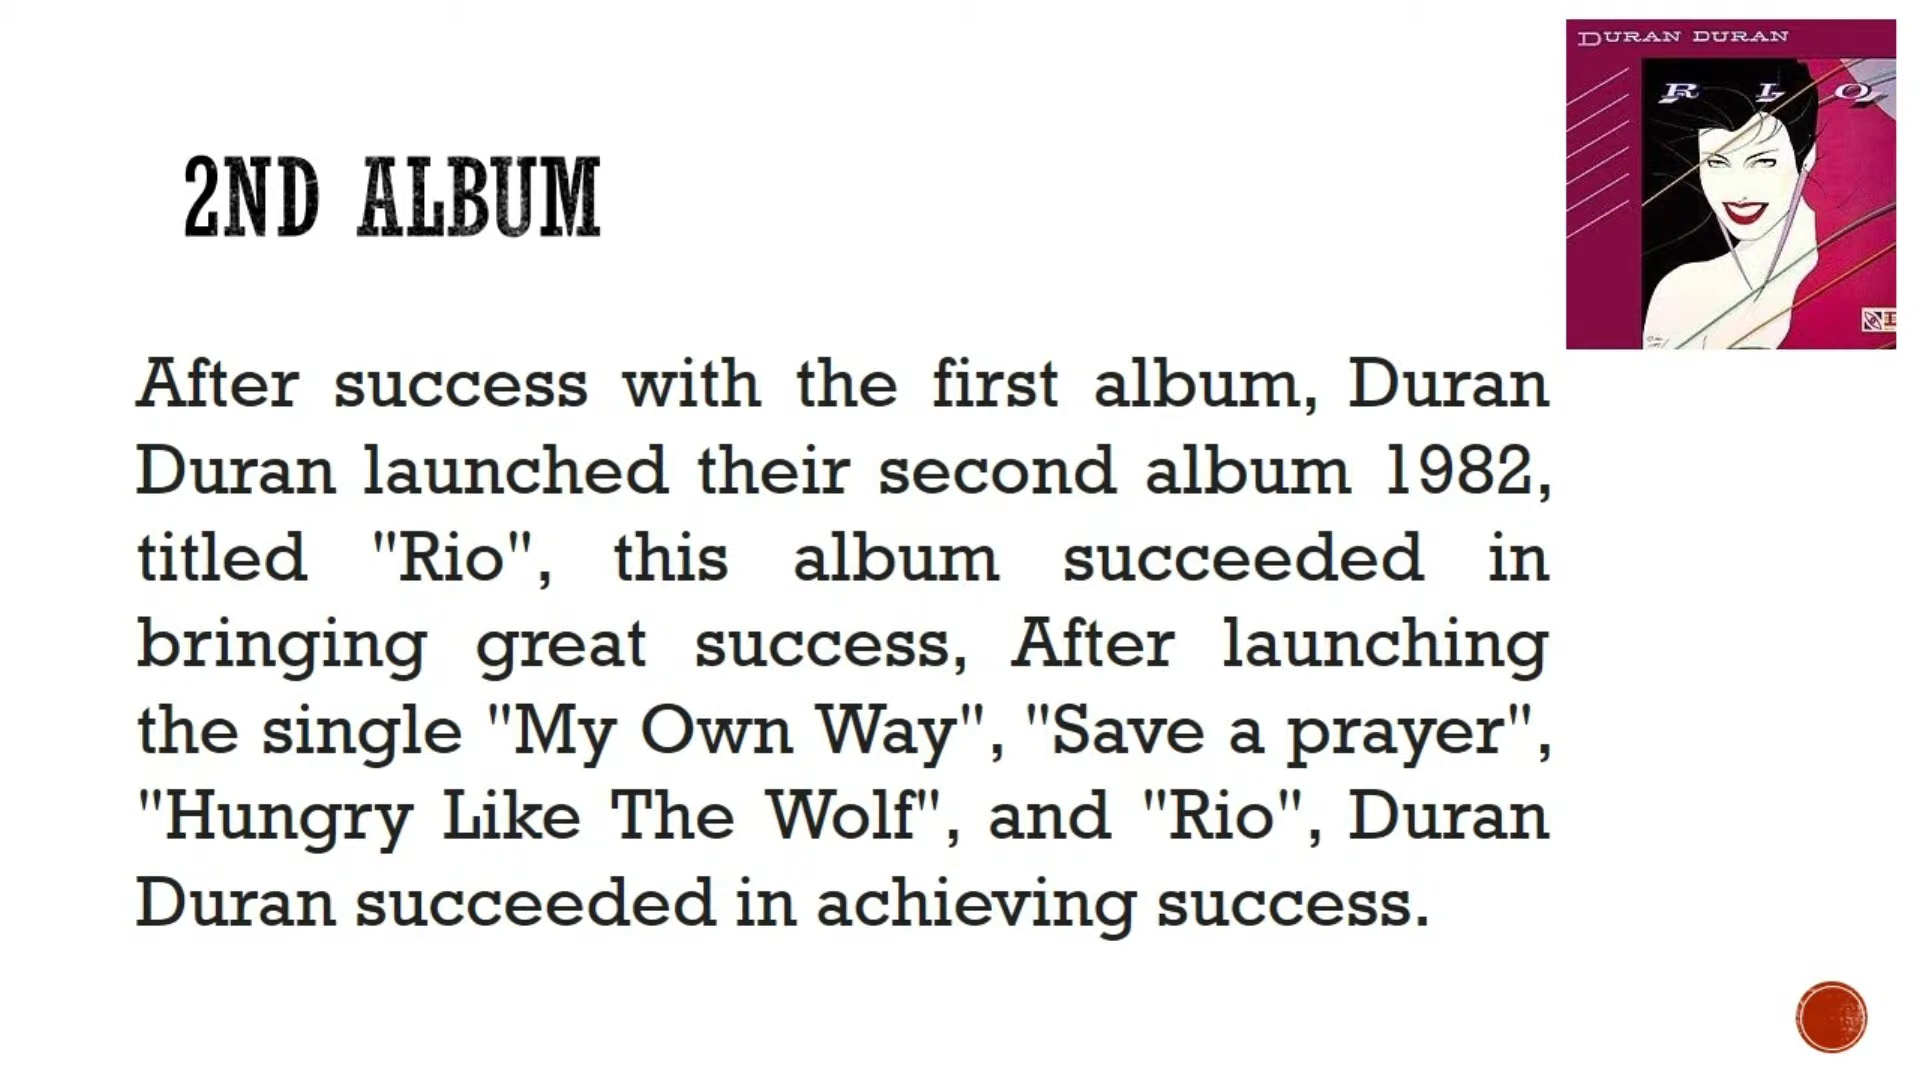 DURAN DURAN
R I O
2ND ALBUM
After success with the first album, Duran
Duran launched their second album 1982,
titled "Rio", this album succeeded in
bringing great success, After launching
the single "My Own Way", "Save a prayer",
"Hungry Like The Wolf", and "Rio", Duran
Duran succeeded in achieving success.